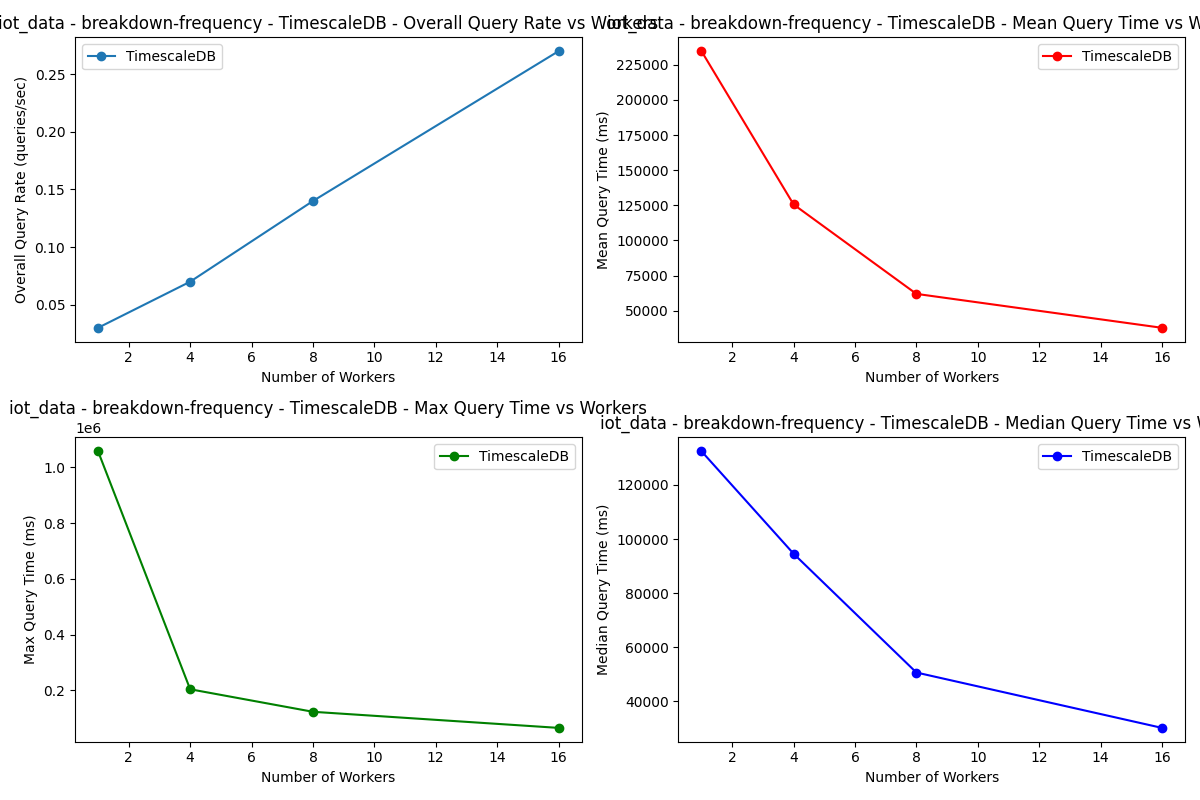 iot_data - breakdown-frequency - TimescaleDB - Overall Query Rate vs Workers
TimescaleDB
Overall Query Rate (queries/sec)
0.25
0.20
0.15
0.10
0.05
2 4 6 8 10 12 14 16
Number of Workers
iot_data - breakdown-frequency - TimescaleDB - Mean Query Time vs W
TimescaleDB
Mean Query Time (ms)
225000
200000
175000
150000
125000
100000
75000
50000
2 4 6 8 10 12 14 16
Number of Workers
iot_data - breakdown-frequency - TimescaleDB - Max Query Time vs Workers
1e6
TimescaleDB
Max Query Time (ms)
1.0
0.8
0.6
0.4
0.2
2 4 6 8 10 12 14 16
Number of Workers
iot_data - breakdown-frequency - TimescaleDB - Median Query Time vs W
TimescaleDB
Median Query Time (ms)
120000
100000
80000
60000
40000
2 4 6 8 10 12 14 16
Number of Workers